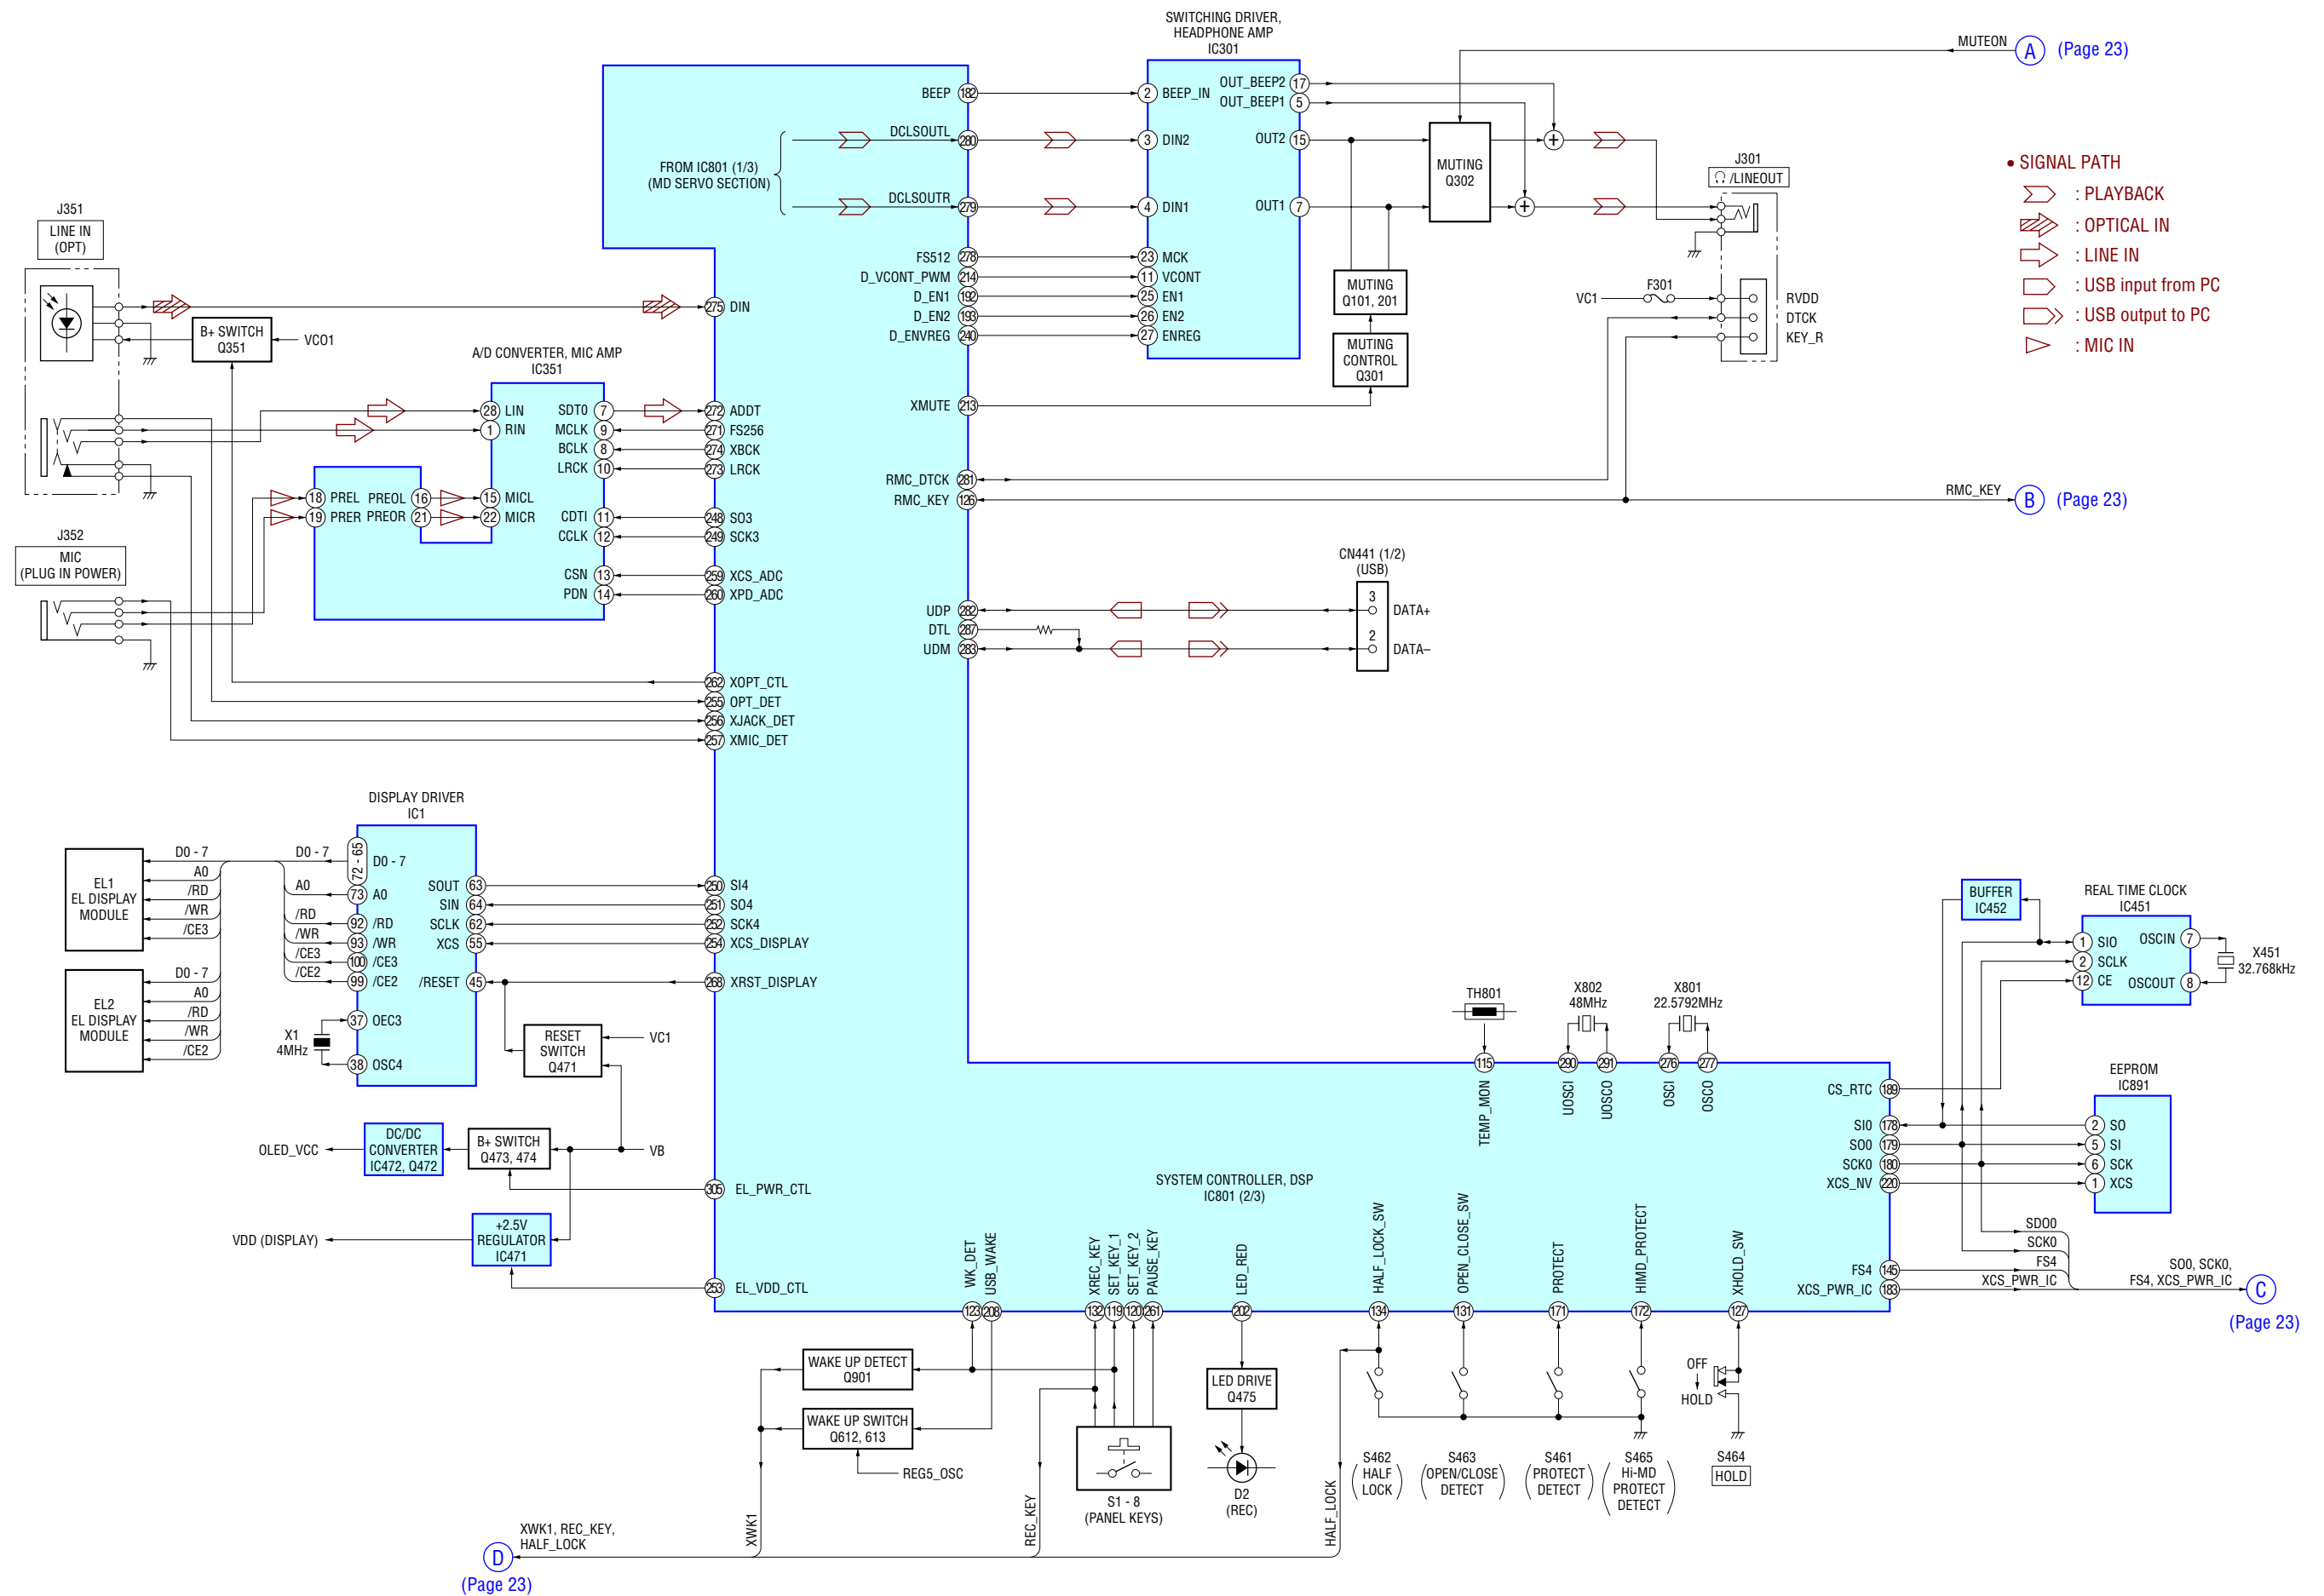 SWITCHING DRIVER,
HEADPHONE AMP
IC301
MUTEON
A
(Page 23)
BEEP 182
2 BEEP_IN
OUT_BEEP2 17
OUT_BEEP1 5
DCLSOUTL 280
3 DIN2
OUT2 15
FROM IC801 (1/3)
(MD SERVO SECTION)
MUTING
Q302
DCLSOUTR 279
4 DIN1
OUT1 7
J301
/LINEOUT
• SIGNAL PATH
: PLAYBACK
: OPTICAL IN
: LINE IN
: USB input from PC
: USB output to PC
: MIC IN
J351
LINE IN
(OPT)
FS512 278
23 MCK
D_VCONT_PWM 214
11 VCONT
D_EN1 192
25 EN1
D_EN2 193
26 EN2
D_ENVREG 240
27 ENREG
MUTING
Q101, 201
MUTING
CONTROL
Q301
VC1
F301
RVDD
DTCK
KEY_R
275 DIN
B+ SWITCH
Q351
VCO1
A/D CONVERTER, MIC AMP
IC351
28 LIN
1 RIN
SDT0 7
MCLK 9
BCLK 8
LRCK 10
272 ADDT
271 FS256
274 XBCK
273 LRCK
XMUTE 213
18 PREL
19 PRER
PREOL 16
PREOR 21
15 MICL
22 MICR
CDTI 11
CCLK 12
CSN 13
PDN 14
248 SO3
249 SCK3
259 XCS_ADC
260 XPD_ADC
RMC_DTCK 281
RMC_KEY 126
RMC_KEY
B
(Page 23)
J352
MIC
(PLUG IN POWER)
CN441 (1/2)
(USB)
UDP 282
DTL 287
UDM 283
3
DATA+
2
DATA–
262 XOPT_CTL
255 OPT_DET
256 XJACK_DET
257 XMIC_DET
DISPLAY DRIVER
IC1
EL1
EL DISPLAY
MODULE
D0 - 7
A0
/RD
/WR
/CE3
EL2
EL DISPLAY
MODULE
D0 - 7
A0
/RD
/WR
/CE2
D0 - 7
A0
/RD
/WR
/CE3
/CE2
72 - 65
D0 - 7
73 A0
92 /RD
93 /WR
100 /CE3
99 /CE2
37 OEC3
38 OSC4
X1
4MHz
SOUT 63
SIN 64
SCLK 62
XCS 55
/RESET 45
250 SI4
251 SO4
252 SCK4
254 XCS_DISPLAY
268 XRST_DISPLAY
RESET
SWITCH
Q471
VC1
OLED_VCC
DC/DC
CONVERTER
IC472, Q472
B+ SWITCH
Q473, 474
VB
305 EL_PWR_CTL
VDD (DISPLAY)
+2.5V
REGULATOR
IC471
253 EL_VDD_CTL
SYSTEM CONTROLLER, DSP
IC801 (2/3)
TH801
115
TEMP_MON
X802
48MHz
290
UOSCI
291
UOSCO
X801
22.5792MHz
276
OSCI
277
OSCO
BUFFER
IC452
REAL TIME CLOCK
IC451
1 SIO
2 SCLK
12 CE
OSCIN 7
OSCOUT 8
X451
32.768kHz
EEPROM
IC891
CS_RTC 189
SI0 178
SO0 179
SCK0 180
XCS_NV 220
2 SO
5 SI
6 SCK
1 XCS
SDO0
SCK0
FS4
XCS_PWR_IC
FS4 145
XCS_PWR_IC 183
SO0, SCK0,
FS4, XCS_PWR_IC
C
(Page 23)
WK_DET
123
USB_WAKE
208
XREC_KEY
132
SET_KEY_1
119
SET_KEY_2
120
PAUSE_KEY
261
LED_RED
202
HALF_LOCK_SW
134
OPEN_CLOSE_SW
131
PROTECT
171
HIMD_PROTECT
172
XHOLD_SW
127
WAKE UP DETECT
Q901
WAKE UP SWITCH
Q612, 613
REG5_OSC
S1 - 8
(PANEL KEYS)
LED DRIVE
Q475
D2
(REC)
S462
HALF
LOCK
S463
OPEN/CLOSE
DETECT
S461
PROTECT
DETECT
S465
Hi-MD
PROTECT
DETECT
OFF
HOLD
S464
HOLD
XWK1
REC_KEY
HALF_LOCK
XWK1, REC_KEY,
HALF_LOCK
D
(Page 23)